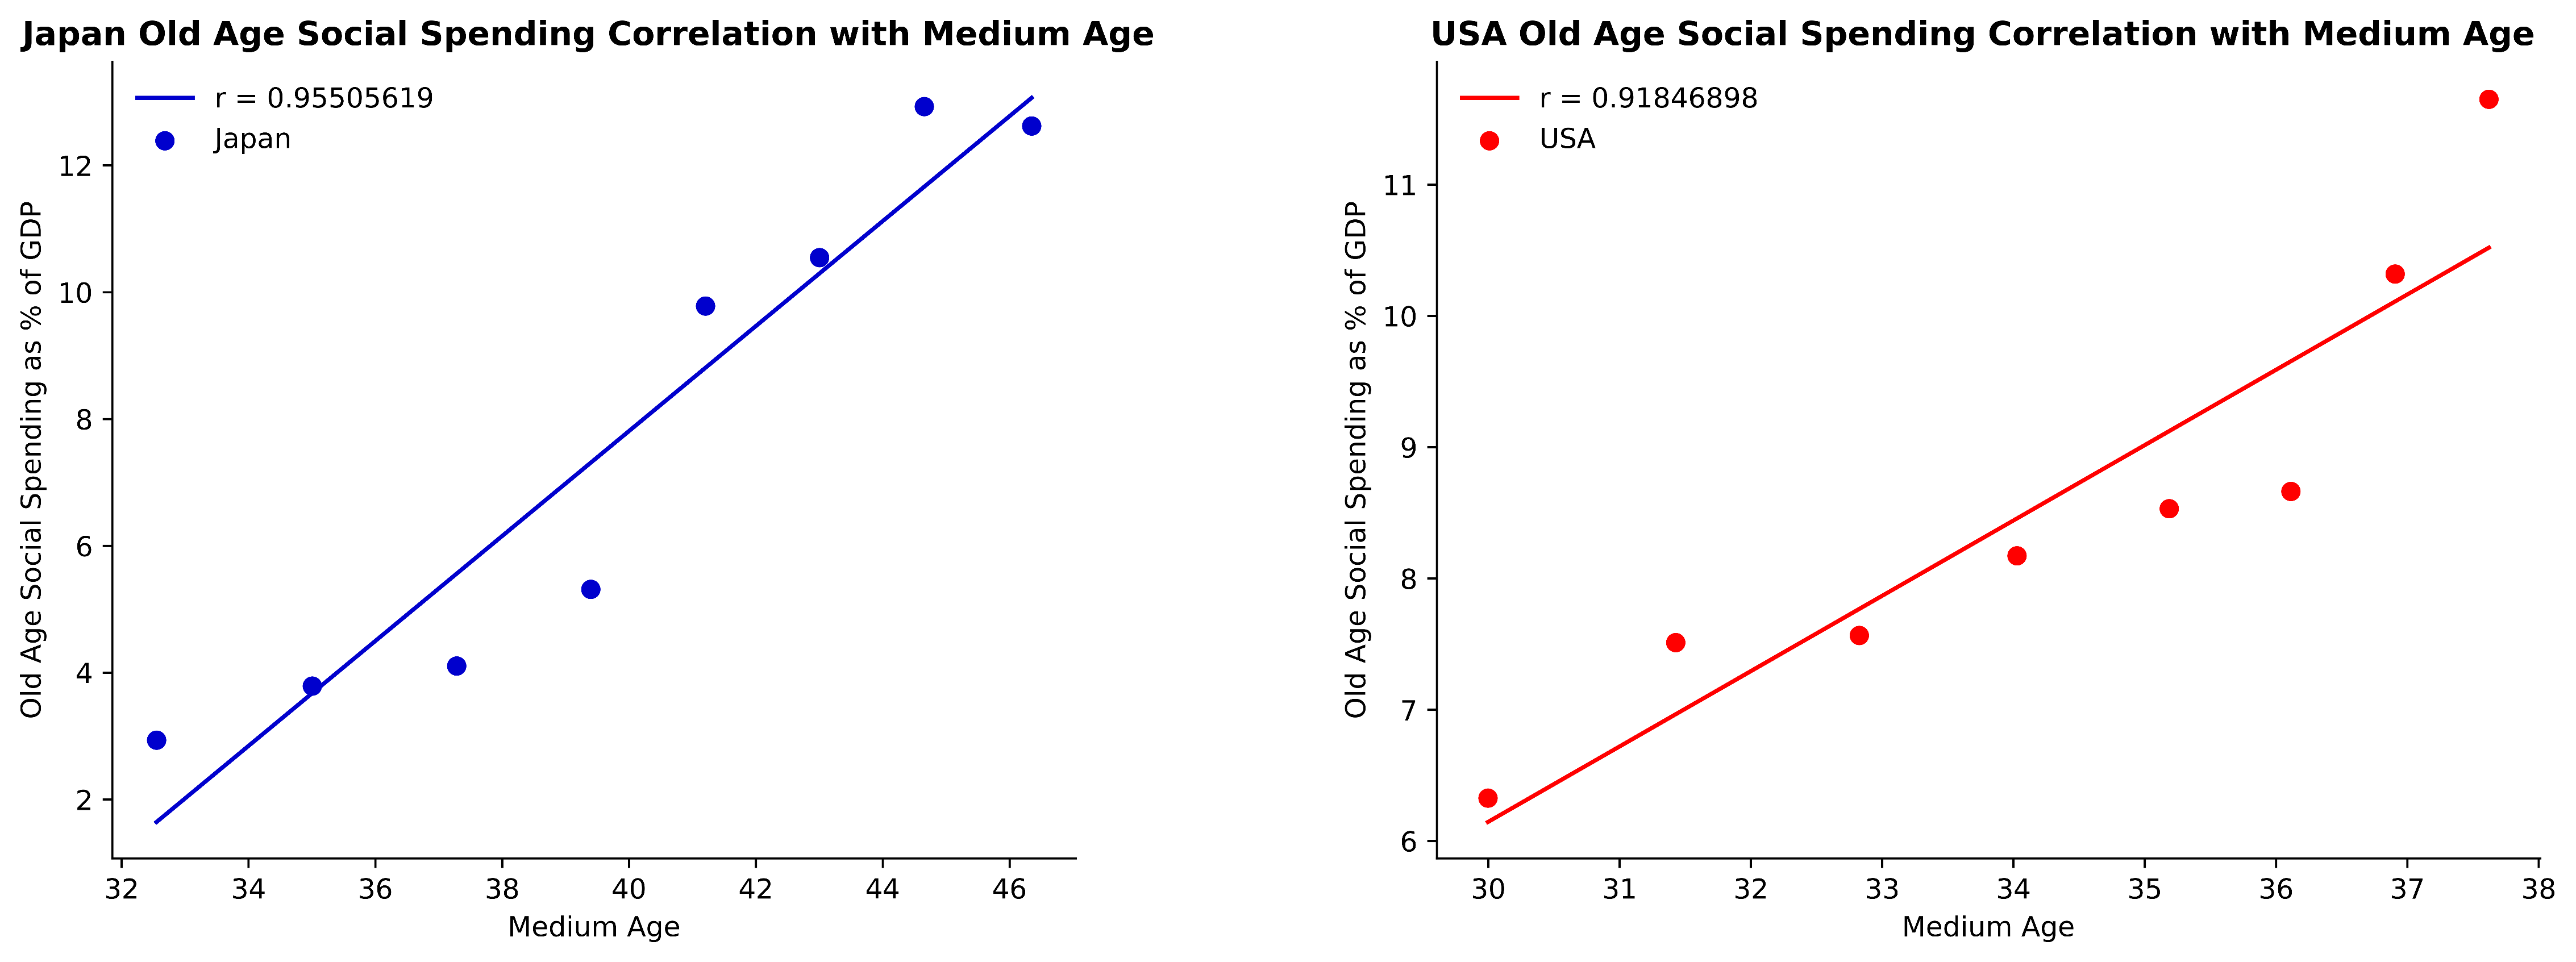 Japan Old Age Social Spending Correlation with Medium Age
r = 0.95505619
Japan
Old Age Social Spending as % of GDP
12
10
8
6
4
2
32 34 36 38 40 42 44 46
Medium Age
USA Old Age Social Spending Correlation with Medium Age
r = 0.91846898
USA
Old Age Social Spending as % of GDP
11
10
9
8
7
6
30 31 32 33 34 35 36 37 38
Medium Age